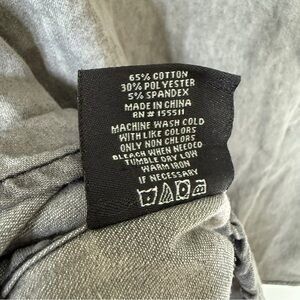 65% COTTON
30% POLYESTER
5% SPANDEX
MADE IN CHINA
RN # 155511
MACHINE WASH COLD
WITH LIKE COLORS
ONLY NON CHLORS
BLEACH WHEN NEEDED
TUMBLE DRY LOW
WARM IRON
IF NECESSARY